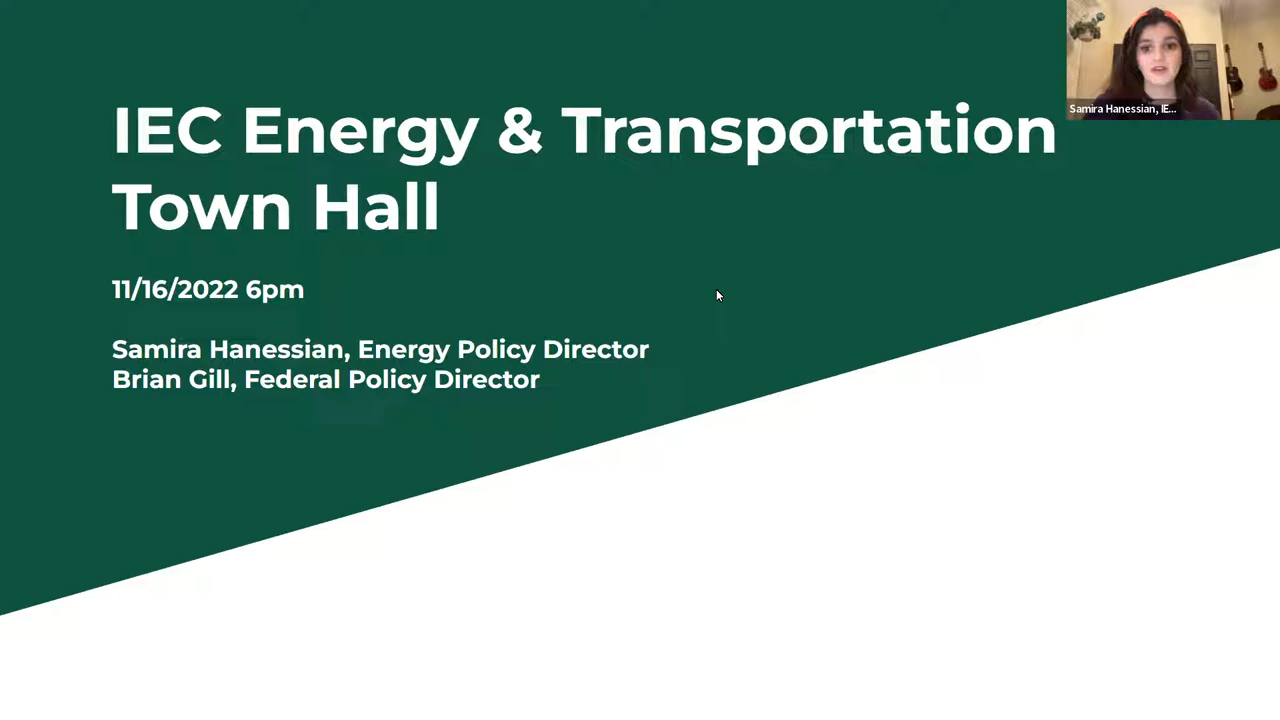 IEC Energy & Transportation
Town Hall
11/16/2022 6pm
Samira Hanessian, Energy Policy Director
Brian Gill, Federal Policy Director
Samira Hanessian, IE...